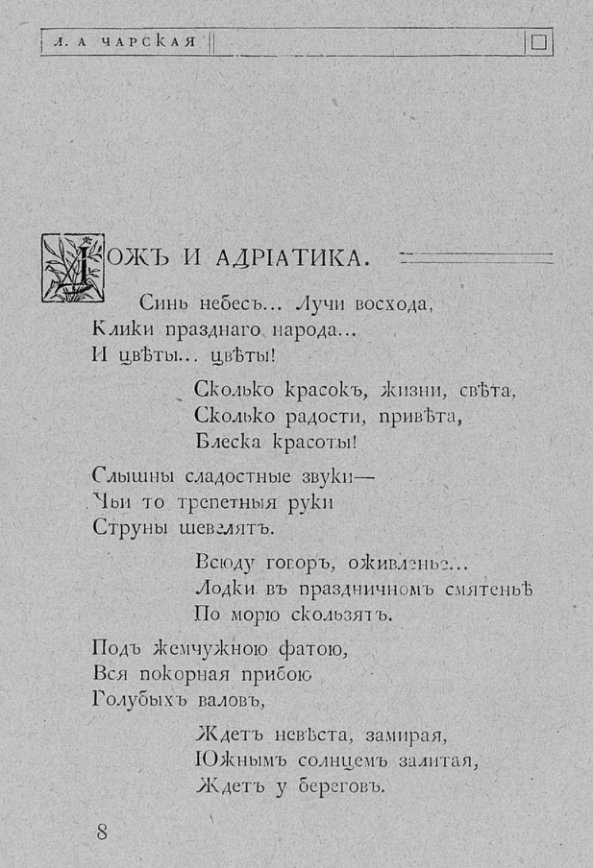 Л. А ЧАРСКАЯ
ДОЖЪ И АДРІАТИКА.
Синь небесъ... Лучи восхода,
Клики празднаго народа...
И цвѣты... цвѣты!
Сколько красокъ, жизни, свѣта,
Сколько радости, привѣта,
Блеска красоты!
Слышны сладостные звуки—
Чьи то трепетныя руки
Струны шевелятъ.
Всюду говоръ, оживленье...
Лодки въ праздничномъ смятеньѣ
По морю скользятъ.
Подъ жемчужною фатою,
Вся покорная прибою
Голубыхъ валовъ,
Ждетъ невѣста, замирая,
Южнымъ солнцемъ залитая,
Ждетъ у береговъ.
8